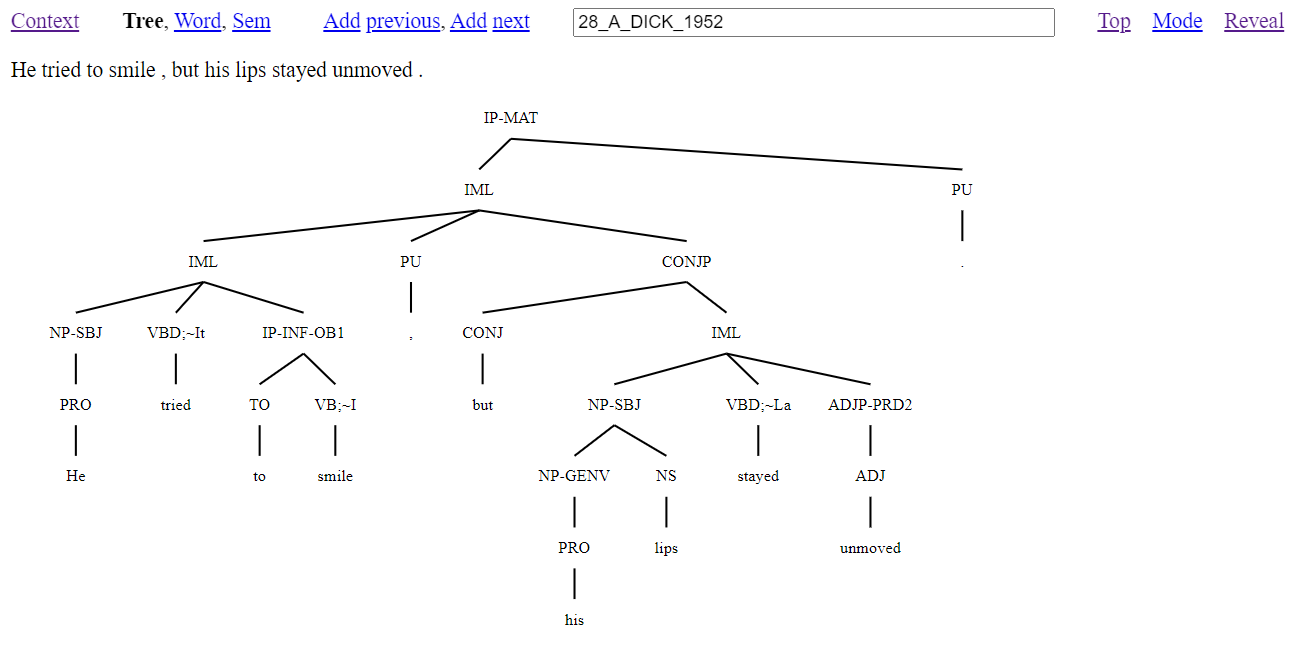 Context Tree, Word, Sem Add previous, Add next 28_A_DICK_1952 Top Mode Reveal
He tried to smile , but his lips stayed unmoved .
IP-MAT
IML PU
IML PU CONJP .
NP-SBJ VBD;~It IP-INF-OB1 , CONJ IML
PRO tried TO VB;~I but NP-SBJ VBD;~La ADJP-PRD2
He to smile NP-GENV NS stayed ADJ
PRO lips unmoved
his